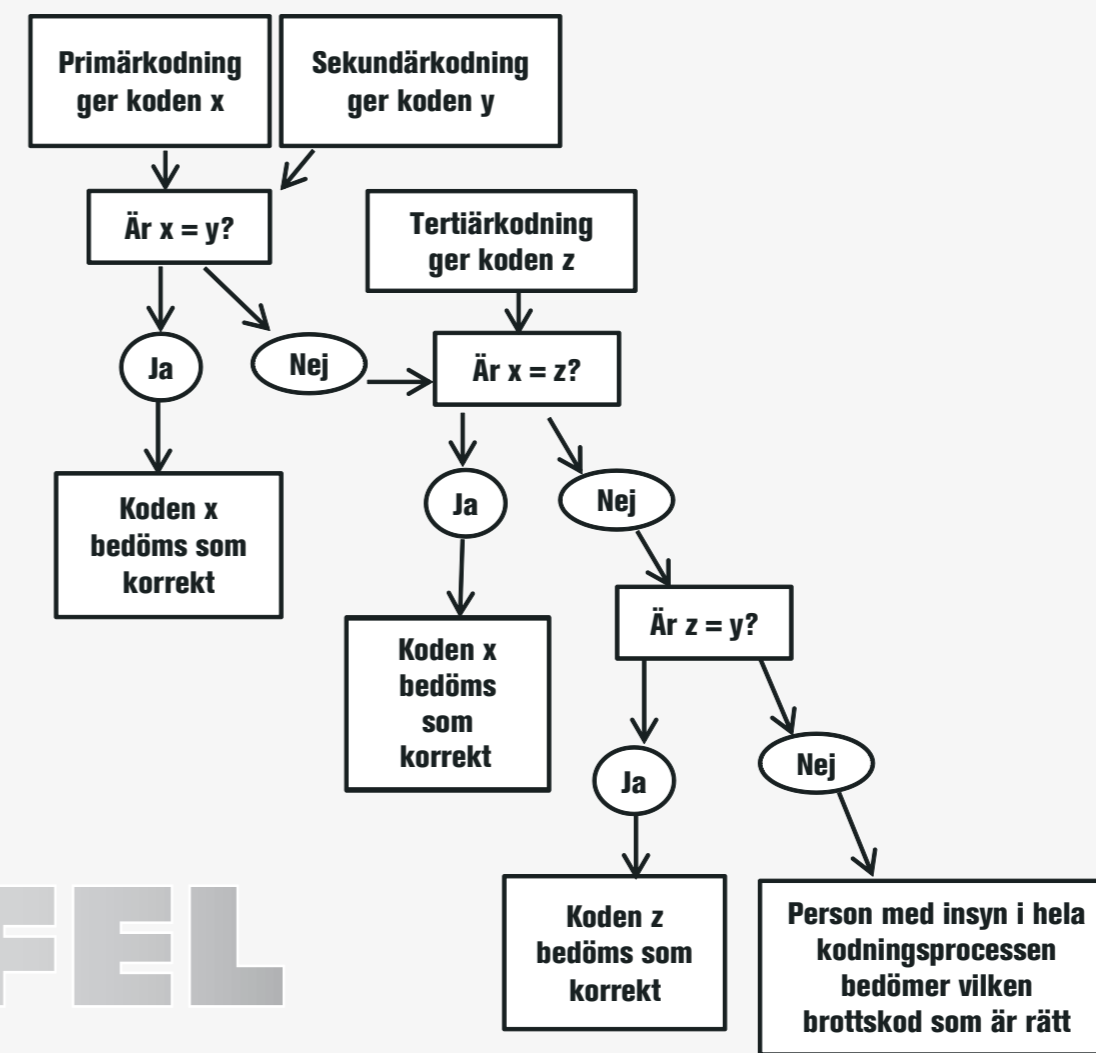 Primärkodning
ger koden x
Sekundärkodning
ger koden y
Är x = y?
Tertiärkodning
ger koden z
Ja
Nej
Är x = z?
Koden x
bedöms som
korrekt
Ja
Nej
Koden x
bedöms
som
korrekt
Är z = y?
Ja
Nej
Koden z
bedöms som
korrekt
Person med insyn i hela
kodningsprocessen
bedömer vilken
brottskod som är rätt
FEL